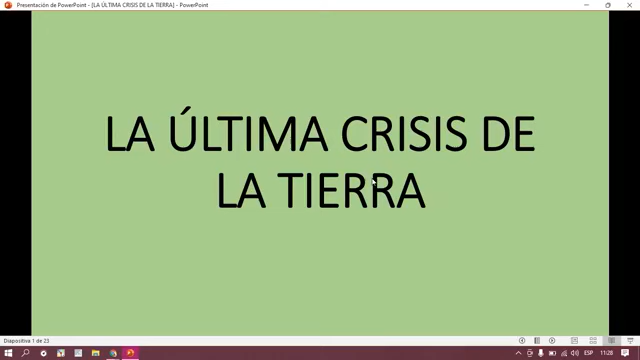 Presentación de PowerPoint - [LA ÚLTIMA CRISIS DE LA TIERRA] - PowerPoint
LA ÚLTIMA CRISIS DE
LA TIERRA
Diapositiva 1 de 23
ESP
11:28